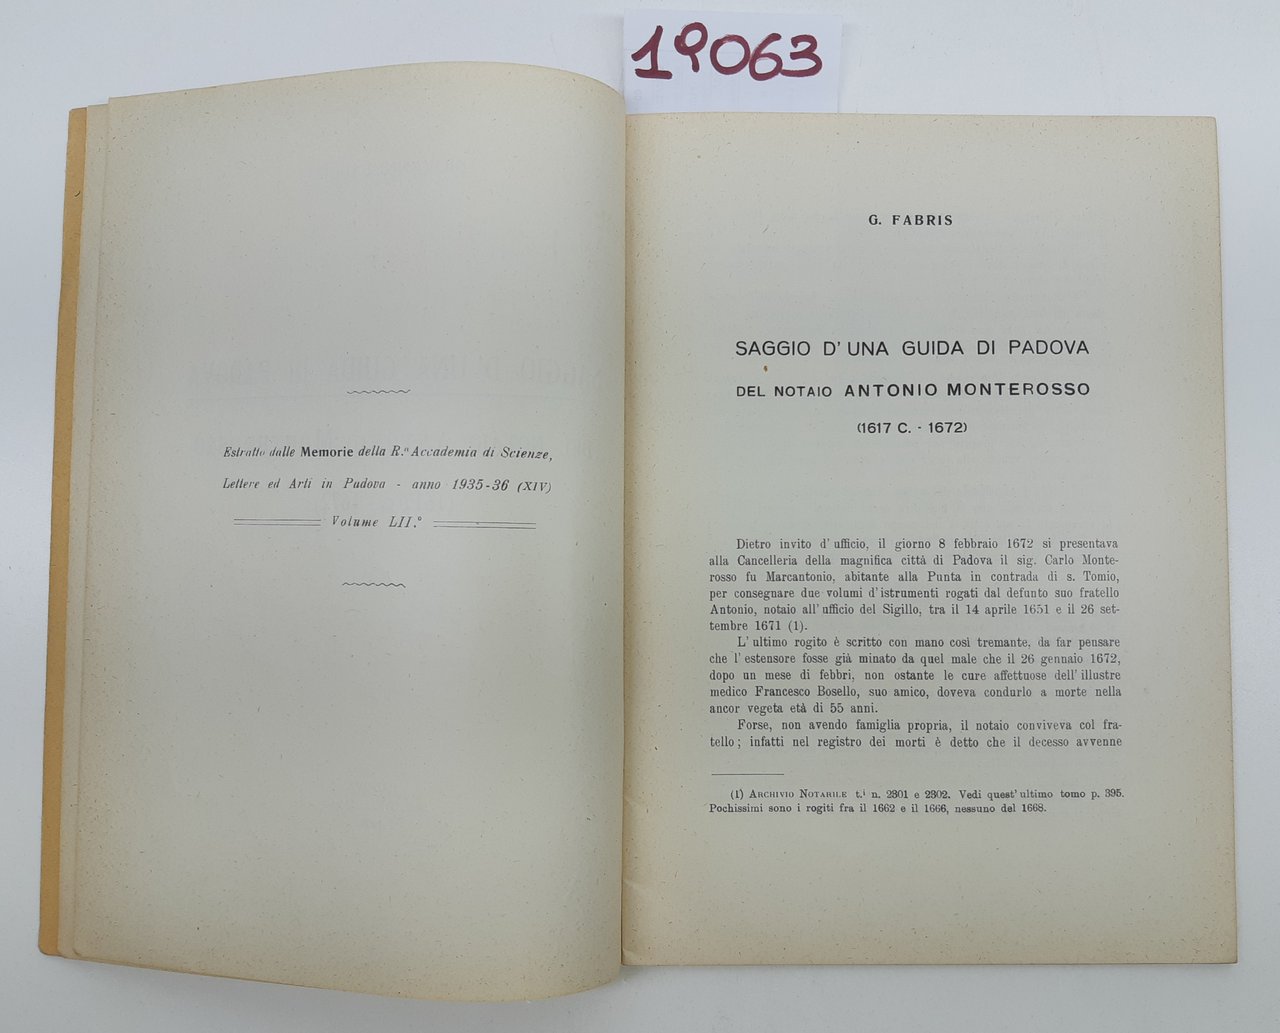 19063
Estratto dalle Memorie della R.ª Accademia di Scienze,
Lettere ed Arti in Padova - anno 1935-36 (XIV)
Volume LII.°
G. FABRIS
SAGGIO D' UNA GUIDA DI PADOVA
DEL NOTAIO ANTONIO MONTEROSSO
(1617 C. - 1672)
Dietro invito d' ufficio, il giorno 8 febbraio 1672 si presentava
alla Cancelleria della magnifica città di Padova il sig. Carlo Monte-
rosso fu Marcantonio, abitante alla Punta in contrada di s. Tomio,
per consegnare due volumi d' istrumenti rogati dal defunto suo fratello
Antonio, notaio all' ufficio del Sigillo, tra il 14 aprile 1651 e il 26 set-
tembre 1671 (1).
L' ultimo rogito è scritto con mano così tremante, da far pensare
che l' estensore fosse già minato da quel male che il 26 gennaio 1672,
dopo un mese di febbri, non ostante le cure affettuose dell' illustre
medico Francesco Bosello, suo amico, doveva condurlo a morte nella
ancor vegeta età di 55 anni.
Forse, non avendo famiglia propria, il notaio conviveva col fra-
tello ; infatti nel registro dei morti è detto che il decesso avvenne
(1) ARCHIVIO NOTARILE t.i n. 2301 e 2302. Vedi quest' ultimo tomo p. 395.
Pochissimi sono i rogiti fra il 1662 e il 1666, nessuno del 1668.